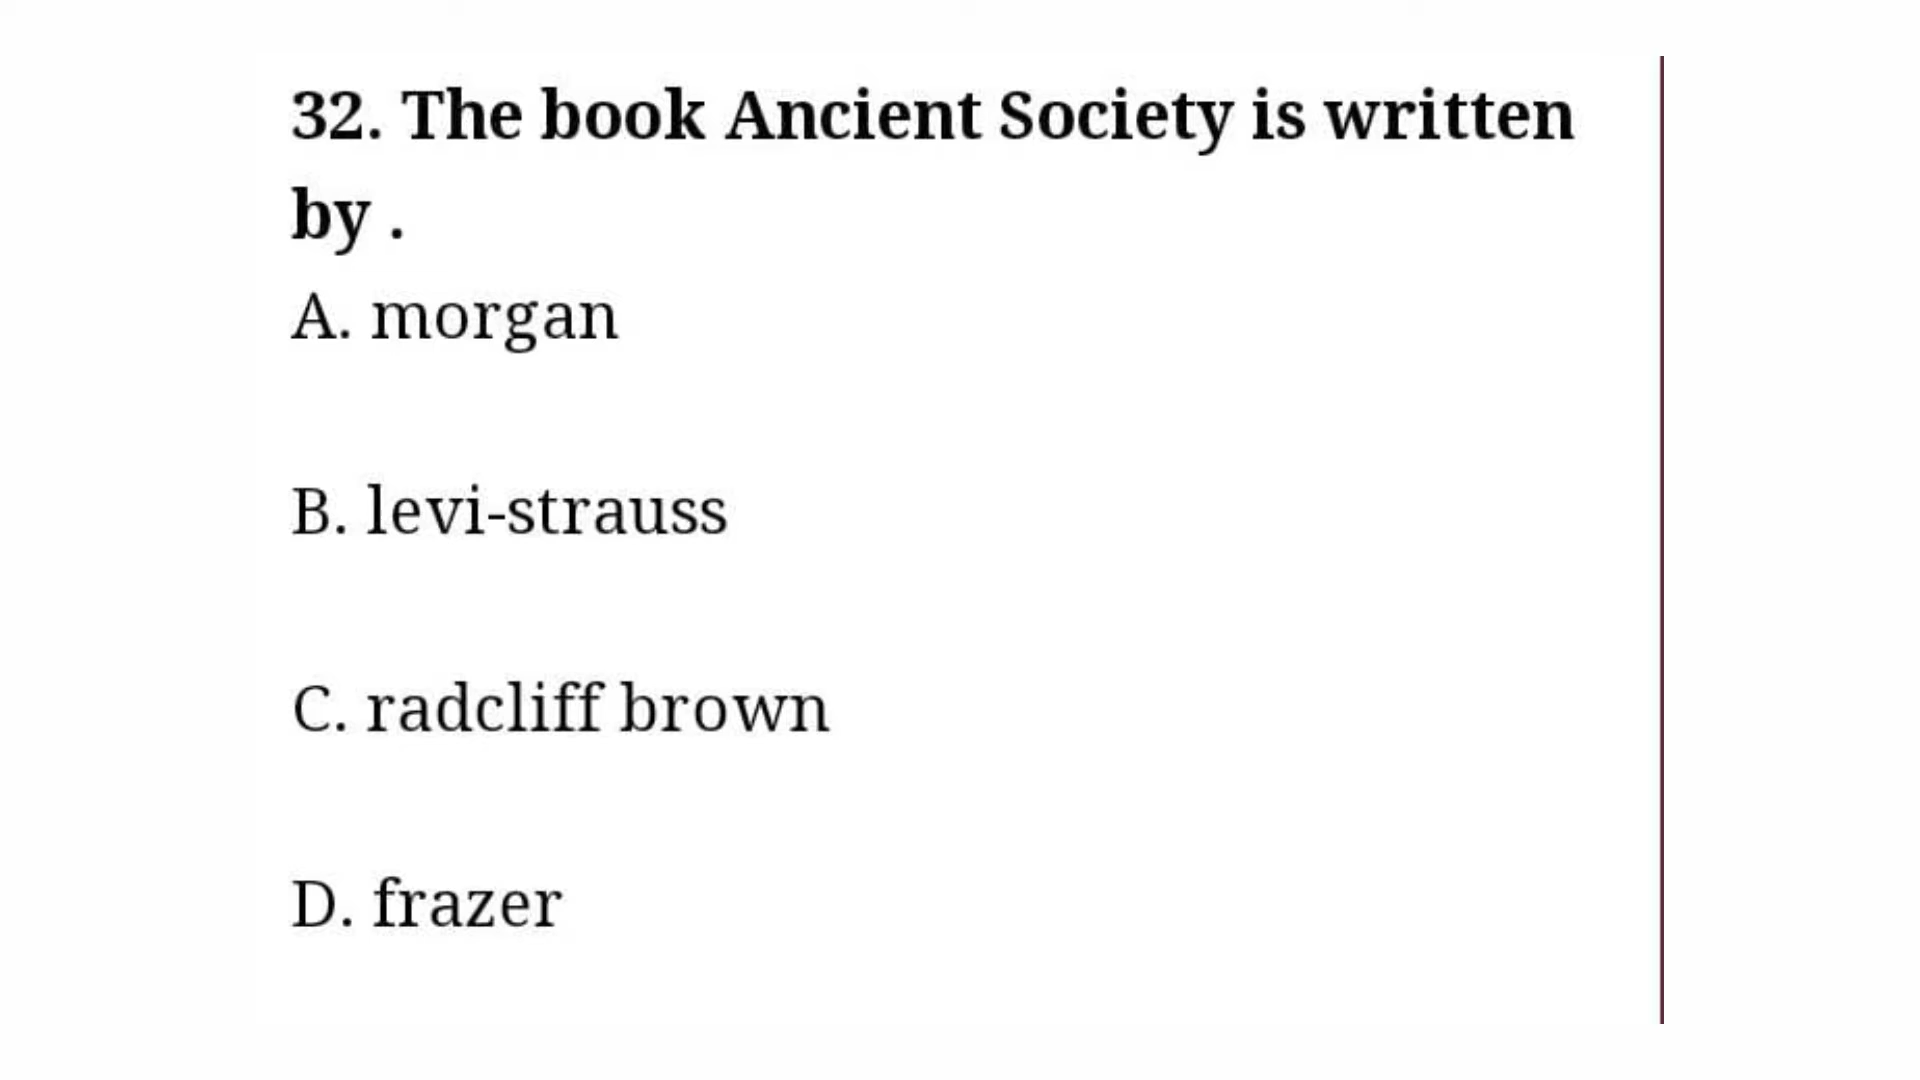 32. The book Ancient Society is written
by .
A. morgan
B. levi-strauss
C. radcliff brown
D. frazer